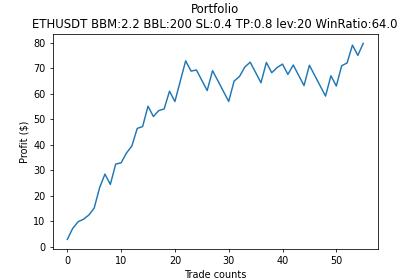 Portfolio
ETHUSDT BBM:2.2 BBL:200 SL:0.4 TP:0.8 lev:20 WinRatio:64.0
80
70
60
50
40
30
20
10
0
Profit ($)
0 10 20 30 40 50
Trade counts